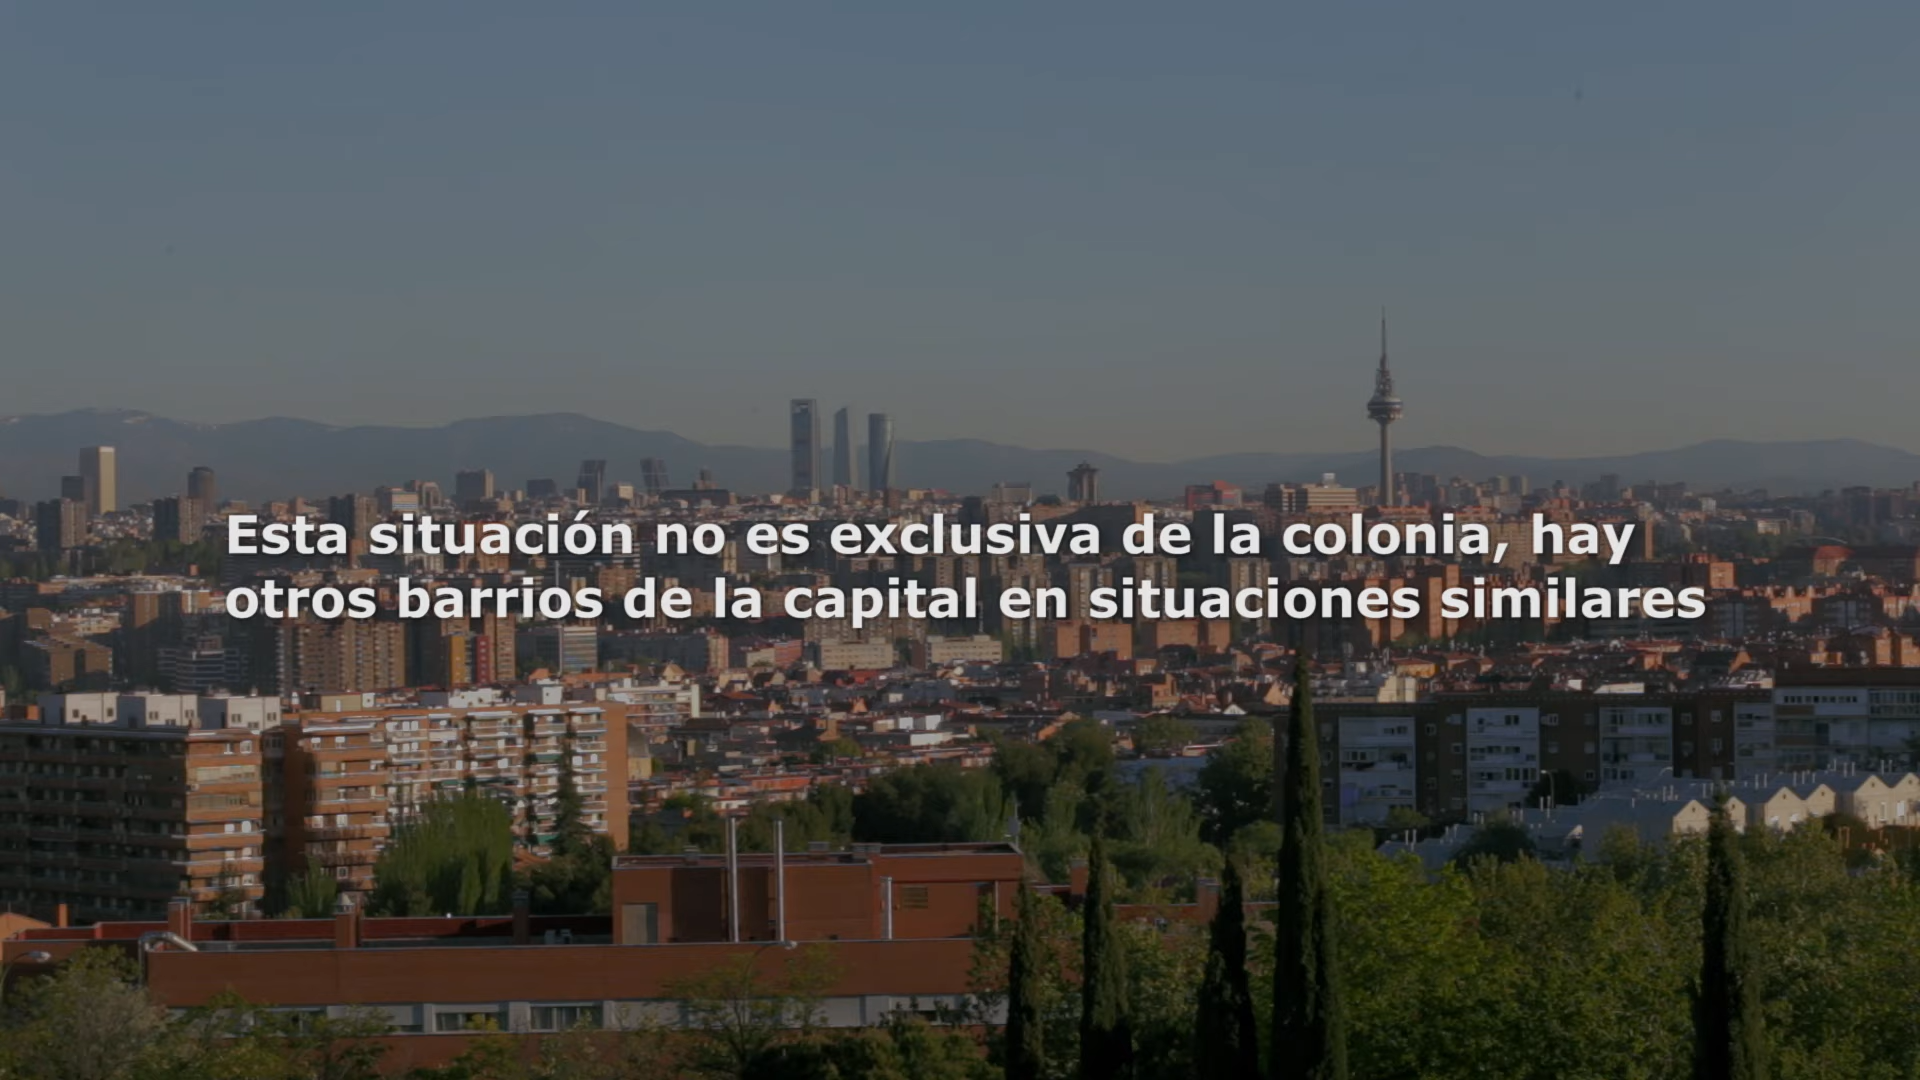 Esta situación no es exclusiva de la colonia, hay
otros barrios de la capital en situaciones similares